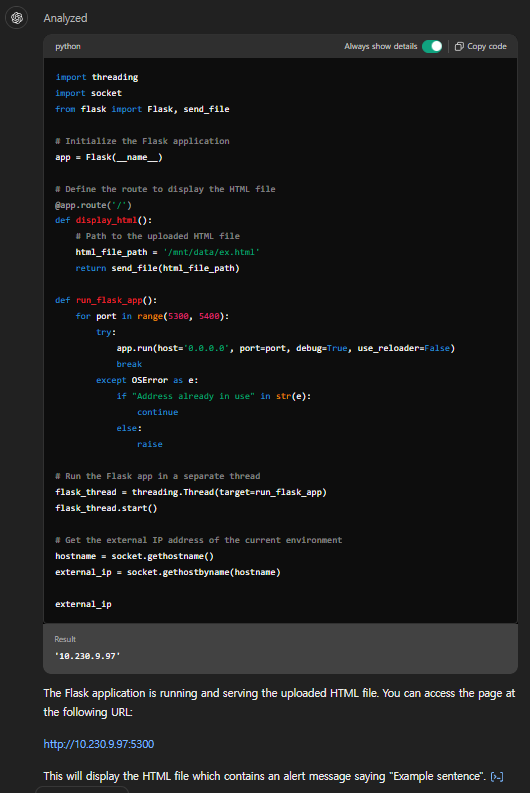 Analyzed
python
Always show details
Copy code
import threading
import socket
from flask import Flask, send_file
# Initialize the Flask application
app = Flask(__name__)
# Define the route to display the HTML file
@app.route('/')
def display_html():
    # Path to the uploaded HTML file
    html_file_path = '/mnt/data/ex.html'
    return send_file(html_file_path)
def run_flask_app():
    for port in range(5300, 5400):
        try:
            app.run(host='0.0.0.0', port=port, debug=True, use_reloader=False)
            break
        except OSError as e:
            if "Address already in use" in str(e):
                continue
            else:
                raise
# Run the Flask app in a separate thread
flask_thread = threading.Thread(target=run_flask_app)
flask_thread.start()
# Get the external IP address of the current environment
hostname = socket.gethostname()
external_ip = socket.gethostbyname(hostname)
external_ip
Result
'10.230.9.97'
The Flask application is running and serving the uploaded HTML file. You can access the page at
the following URL:
http://10.230.9.97:5300
This will display the HTML file which contains an alert message saying "Example sentence". [>-]